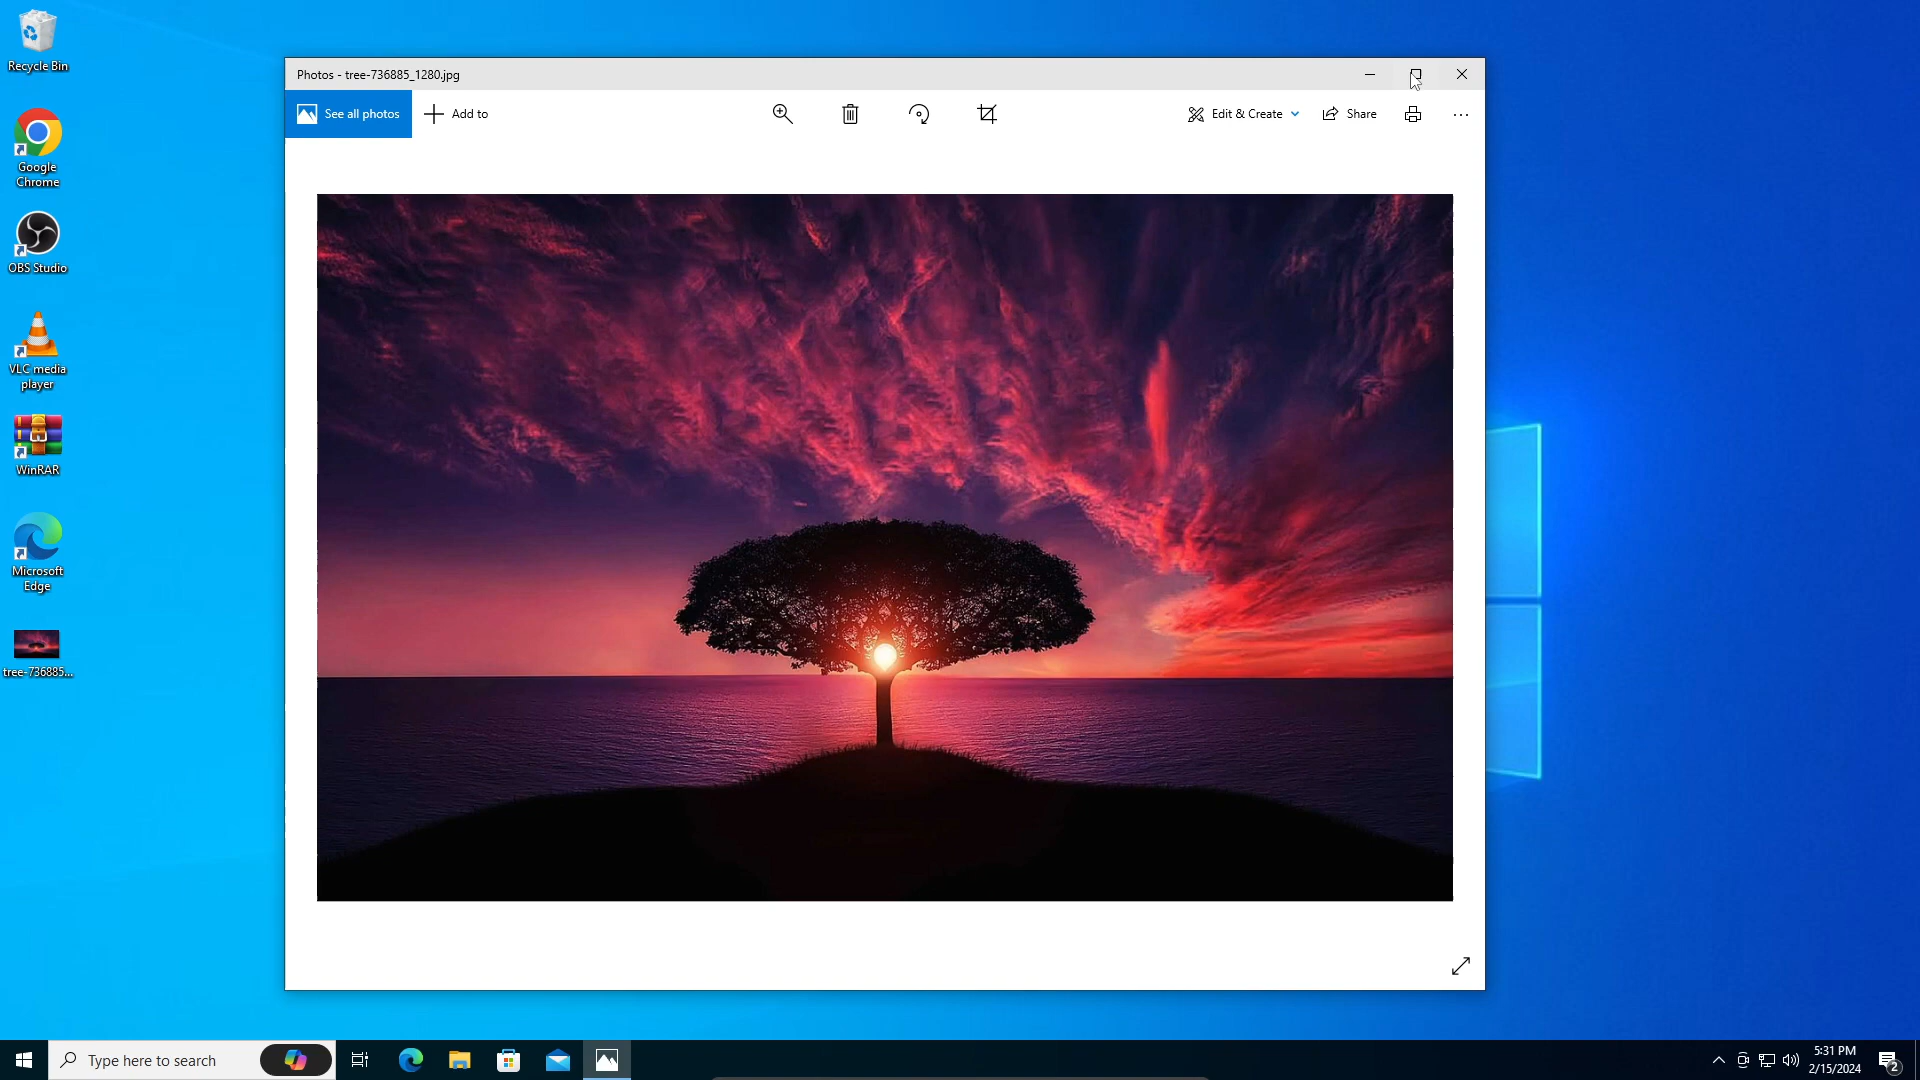 Recycle Bin
Google
Chrome
OBS Studio
VLC media
player
WinRAR
Microsoft
Edge
tree-736885...
Photos - tree-736885_1280.jpg
See all photos
Add to
Edit & Create
Share
Type here to search
5:31 PM
2/15/2024
2